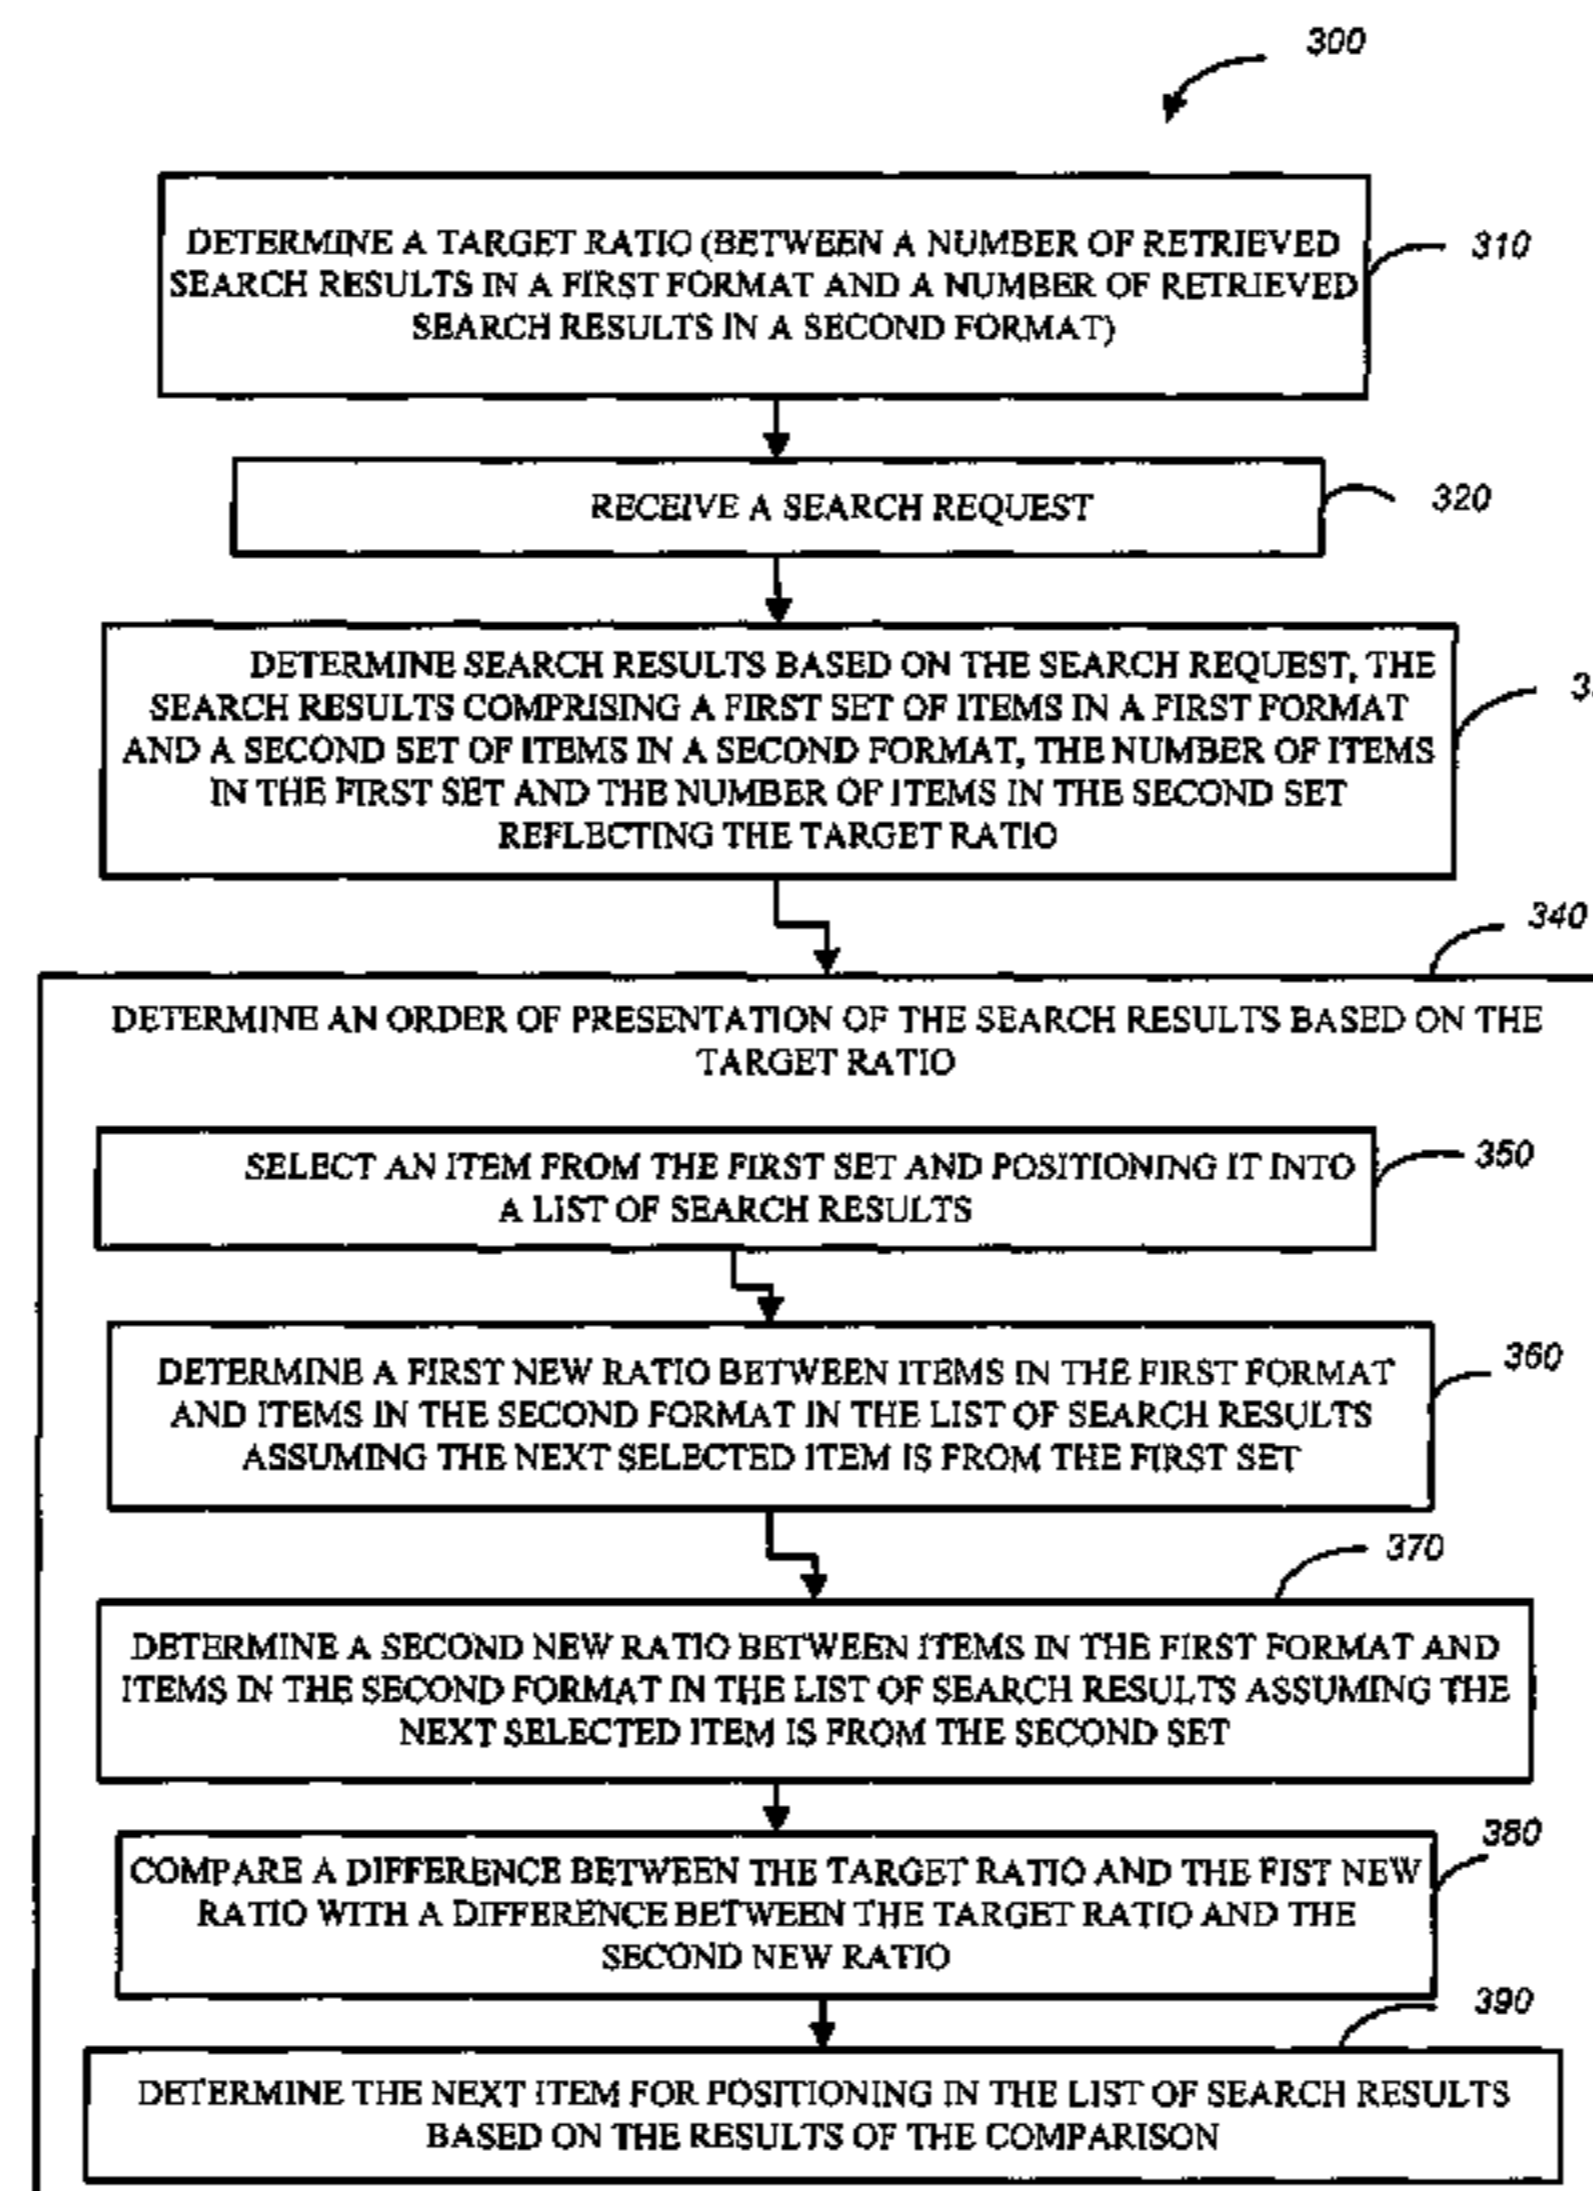 300
DETERMINE A TARGET RATIO (BETWEEN A NUMBER OF RETRIEVED
SEARCH RESULTS IN A FIRST FORMAT AND A NUMBER OF RETRIEVED
SEARCH RESULTS IN A SECOND FORMAT)
310
RECEIVE A SEARCH REQUEST
320
DETERMINE SEARCH RESULTS BASED ON THE SEARCH REQUEST, THE
SEARCH RESULTS COMPRISING A FIRST SET OF ITEMS IN A FIRST FORMAT
AND A SECOND SET OF ITEMS IN A SECOND FORMAT, THE NUMBER OF ITEMS
IN THE FIRST SET AND THE NUMBER OF ITEMS IN THE SECOND SET
REFLECTING THE TARGET RATIO
340
DETERMINE AN ORDER OF PRESENTATION OF THE SEARCH RESULTS BASED ON THE
TARGET RATIO
SELECT AN ITEM FROM THE FIRST SET AND POSITIONING IT INTO
A LIST OF SEARCH RESULTS
350
DETERMINE A FIRST NEW RATIO BETWEEN ITEMS IN THE FIRST FORMAT
AND ITEMS IN THE SECOND FORMAT IN THE LIST OF SEARCH RESULTS
ASSUMING THE NEXT SELECTED ITEM IS FROM THE FIRST SET
360
370
DETERMINE A SECOND NEW RATIO BETWEEN ITEMS IN THE FIRST FORMAT AND
ITEMS IN THE SECOND FORMAT IN THE LIST OF SEARCH RESULTS ASSUMING THE
NEXT SELECTED ITEM IS FROM THE SECOND SET
380
COMPARE A DIFFERENCE BETWEEN THE TARGET RATIO AND THE FIST NEW
RATIO WITH A DIFFERENCE BETWEEN THE TARGET RATIO AND THE
SECOND NEW RATIO
390
DETERMINE THE NEXT ITEM FOR POSITIONING IN THE LIST OF SEARCH RESULTS
BASED ON THE RESULTS OF THE COMPARISON